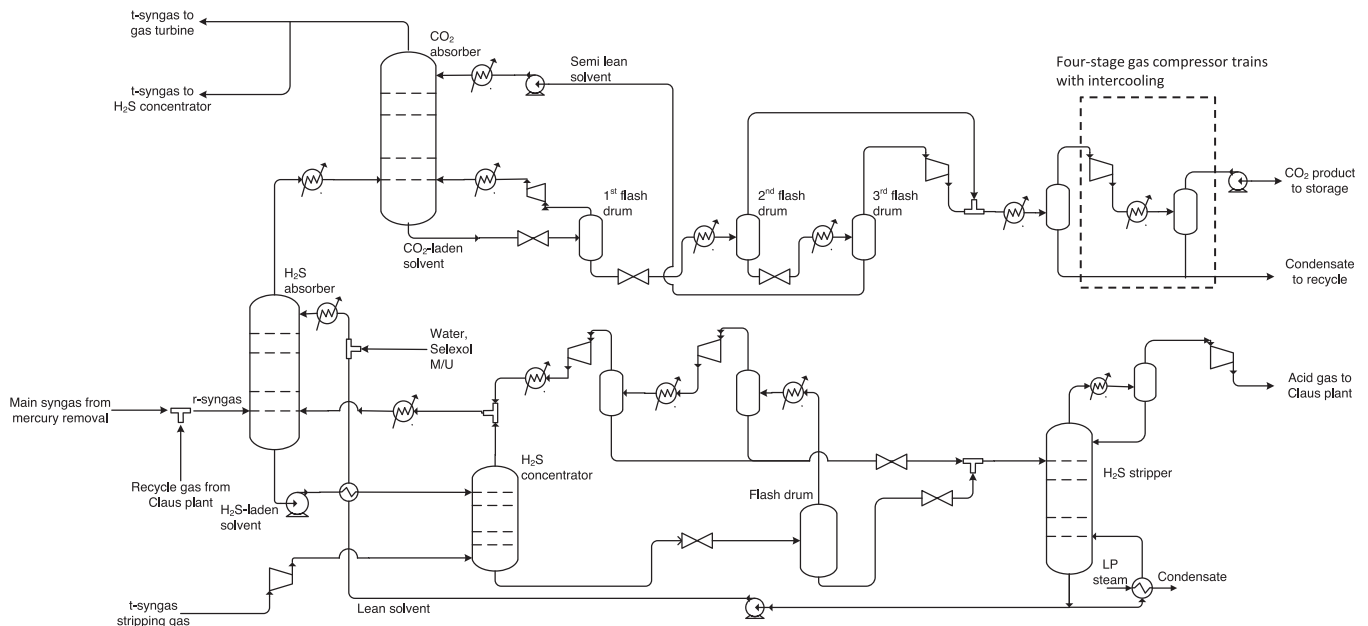 t-syngas to
gas turbine
CO₂
absorber
Semi lean
solvent
Four-stage gas compressor trains
with intercooling
t-syngas to
H₂S concentrator
1st flash
drum
2nd flash
drum
3rd flash
drum
CO₂ product
to storage
CO₂-laden
solvent
H₂S
absorber
Condensate
to recycle
Water,
Selexol
M/U
Main syngas from
mercury removal
r-syngas
Acid gas to
Claus plant
Recycle gas from
Claus plant
H₂S-laden
solvent
H₂S
concentrator
Flash drum
H₂S stripper
LP
steam
Condensate
t-syngas
stripping gas
Lean solvent